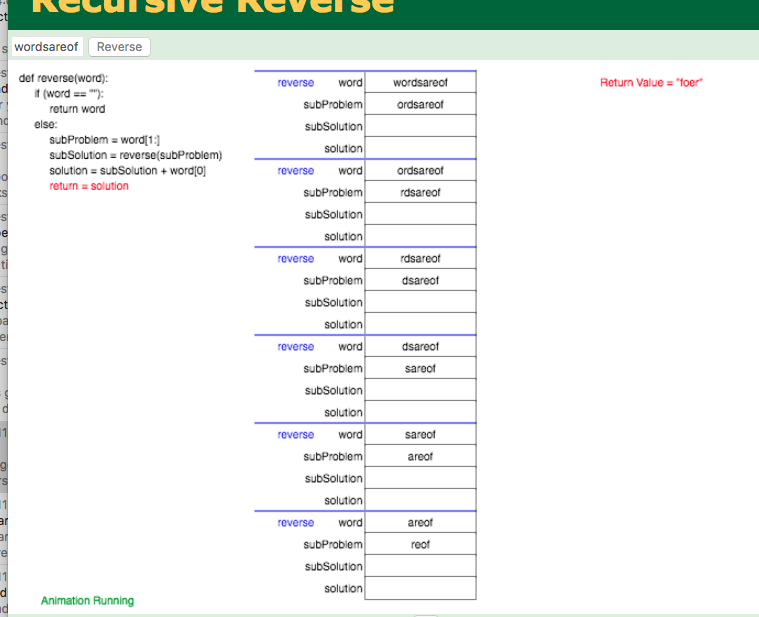 Recursive Reverse
wordsareof Reverse
def reverse(word):
if (word == ""):
return word
else:
subProblem = word[1:]
subSolution = reverse(subProblem)
solution = subSolution + word[0]
return = solution
reverse word wordsareof
subProblem ordsareof
subSolution
solution
reverse word ordsareof
subProblem rdsareof
subSolution
solution
reverse word rdsareof
subProblem dsareof
subSolution
solution
reverse word dsareof
subProblem sareof
subSolution
solution
reverse word sareof
subProblem areof
subSolution
solution
reverse word areof
subProblem reof
subSolution
solution
Return Value = "foer"
Animation Running